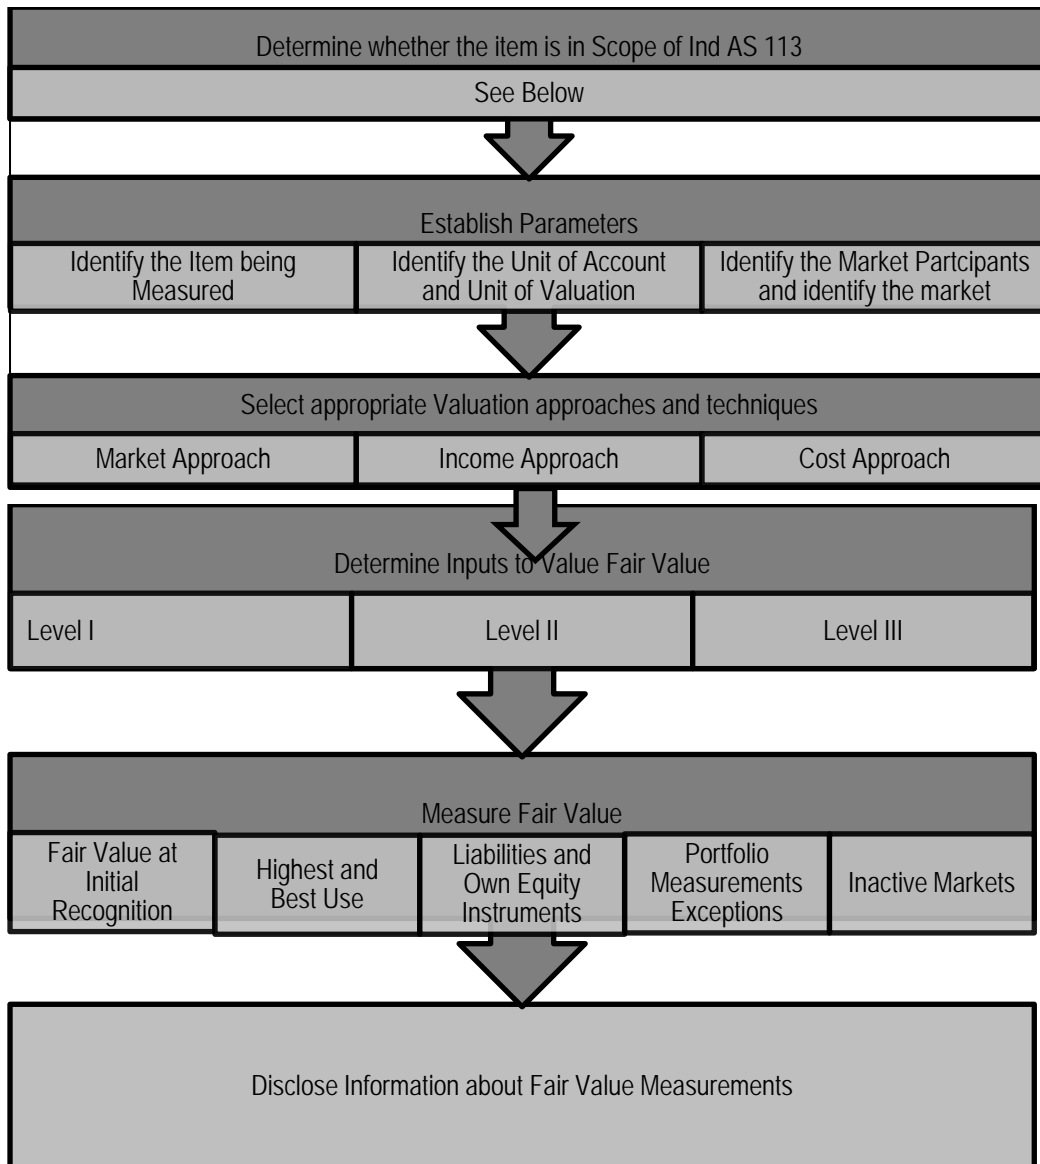 Determine whether the item is in Scope of Ind AS 113
See Below
Establish Parameters
Identify the Item being
Measured
Identify the Unit of Account
and Unit of Valuation
Identify the Market Partcipants
and identify the market
Select appropriate Valuation approaches and techniques
Market Approach
Income Approach
Cost Approach
Determine Inputs to Value Fair Value
Level I
Level II
Level III
Measure Fair Value
Fair Value at
Initial
Recognition
Highest and
Best Use
Liabilities and
Own Equity
Instruments
Portfolio
Measurements
Exceptions
Inactive Markets
Disclose Information about Fair Value Measurements